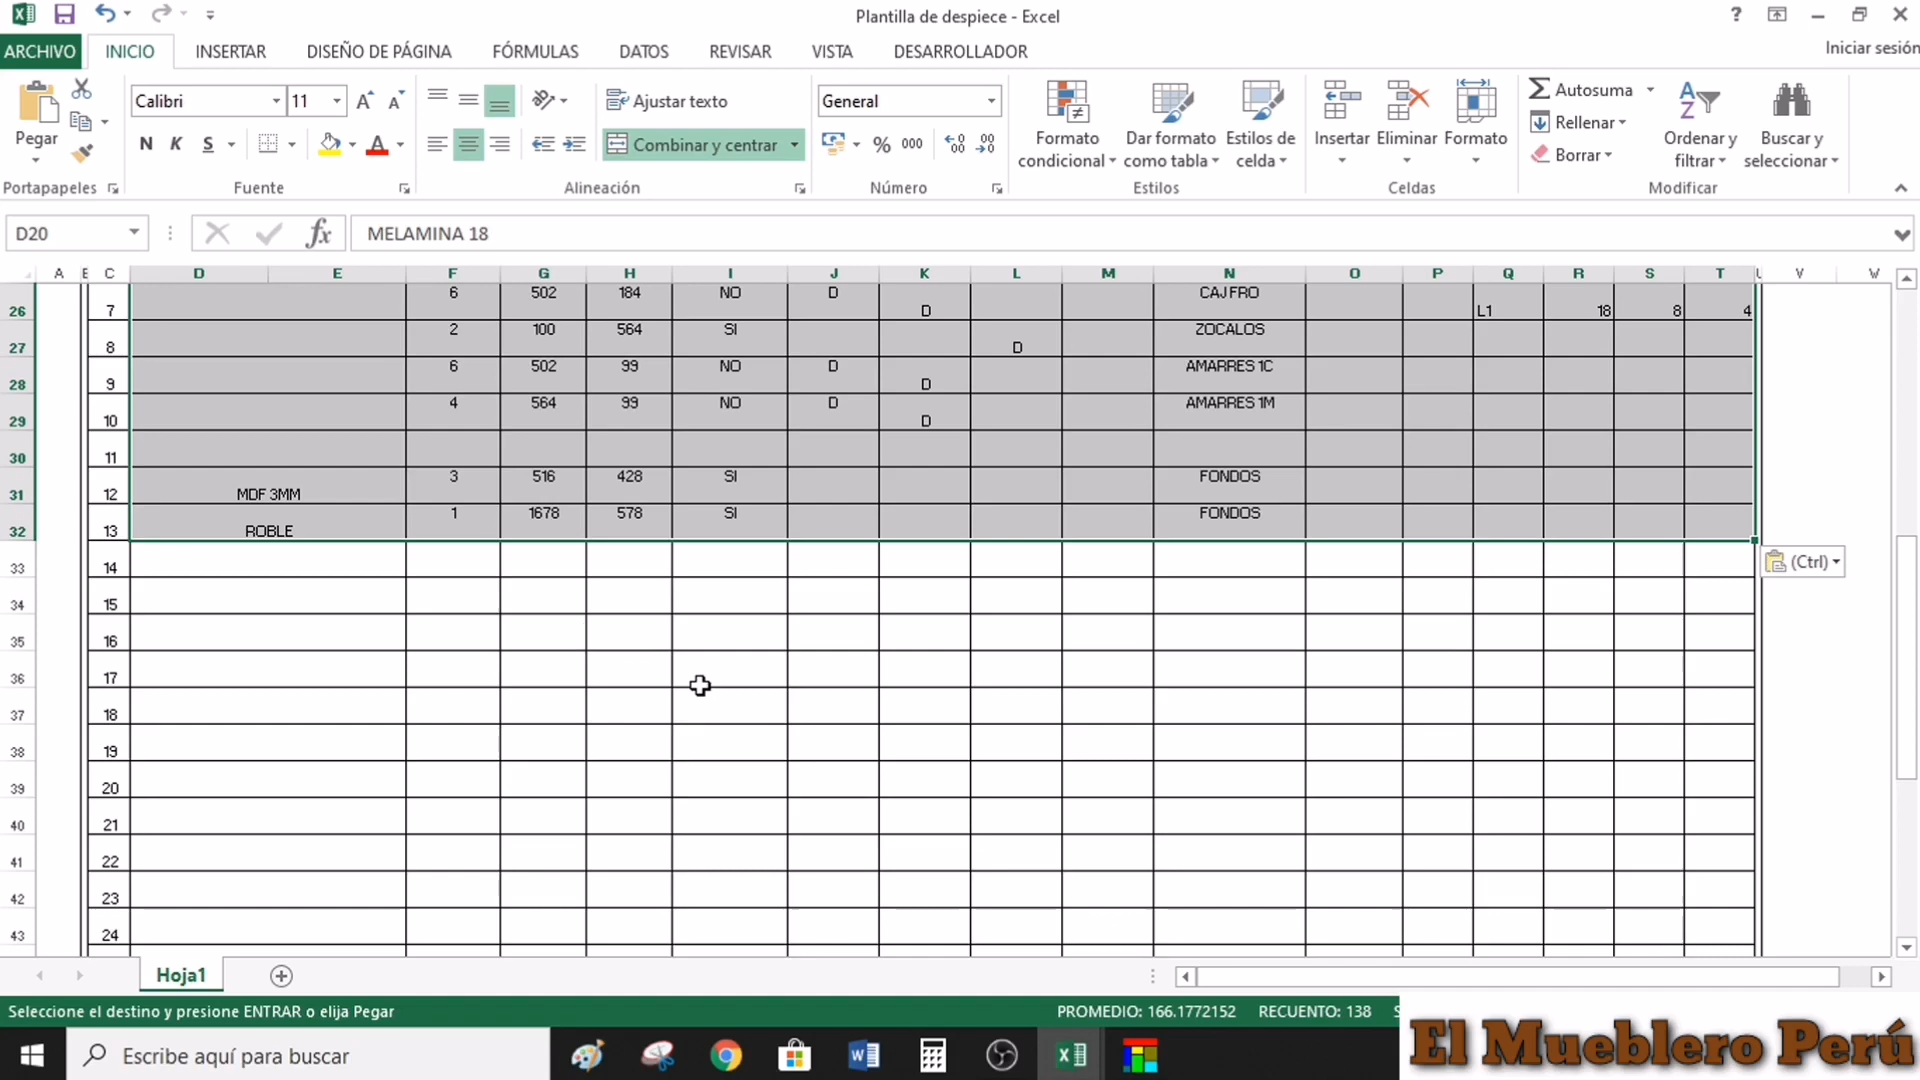 Plantilla de despiece - Excel
?
ARCHIVO INICIO INSERTAR DISEÑO DE PÁGINA FÓRMULAS DATOS REVISAR VISTA DESARROLLADOR Iniciar sesión
Calibri 11 Ajustar texto General Autosuma
Pegar Rellenar
N K S A Combinar y centrar % 000 Borrar
Formato condicional
Dar formato como tabla
Estilos de celda
Insertar Eliminar Formato
Ordenar y filtrar
Buscar y seleccionar
Portapapeles Fuente Alineación Número Estilos Celdas Modificar
D20 fx MELAMINA 18
A E C D E F G H I J K L M N O P Q R S T U V W
26 7 6 502 184 NO D D CAJ FRO L1 18 8 4
27 8 2 100 564 SI D ZOCALOS
28 9 6 502 99 NO D D AMARRES 1C
29 10 4 564 99 NO D D AMARRES 1M
30 11
31 12 MDF 3MM 3 516 428 SI FONDOS
32 13 ROBLE 1 1678 578 SI FONDOS
33 14 (Ctrl)
34 15
35 16
36 17
37 18
38 19
39 20
40 21
41 22
42 23
43 24
Hoja1
Seleccione el destino y presione ENTRAR o elija Pegar PROMEDIO: 166.1772152 RECUENTO: 138
Escribe aquí para buscar
El Mueblero Perú